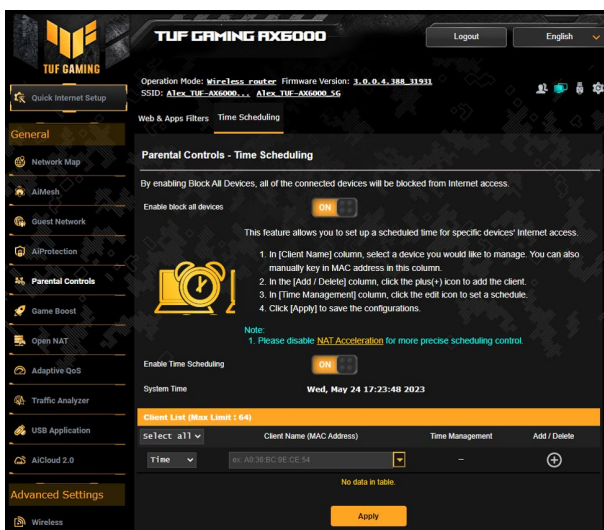 TUF GAMING
TUF GAMING AX6000
Logout
English
Quick Internet Setup
Operation Mode: Wireless router Firmware Version: 3.0.0.4.388_31931
SSID: Alex_TUF-AX6000... Alex_TUF-AX6000_5G
Web & Apps Filters Time Scheduling
General
Network Map
AiMesh
Guest Network
AiProtection
Parental Controls
Game Boost
Open NAT
Adaptive QoS
Traffic Analyzer
USB Application
AiCloud 2.0
Advanced Settings
Wireless
Parental Controls - Time Scheduling
By enabling Block All Devices, all of the connected devices will be blocked from Internet access.
Enable block all devices ON
This feature allows you to set up a scheduled time for specific devices' Internet access.
1. In [Client Name] column, select a device you would like to manage. You can also
manually key in MAC address in this column.
2. In the [Add / Delete] column, click the plus(+) icon to add the client.
3. In [Time Management] column, click the edit icon to set a schedule.
4. Click [Apply] to save the configurations.
Note:
1. Please disable NAT Acceleration for more precise scheduling control.
Enable Time Scheduling ON
System Time Wed, May 24 17:23:48 2023
Client List (Max Limit : 64)
Select all Client Name (MAC Address) Time Management Add / Delete
Time ex: A0:36:BC:9E:CE:54 –
No data in table.
Apply